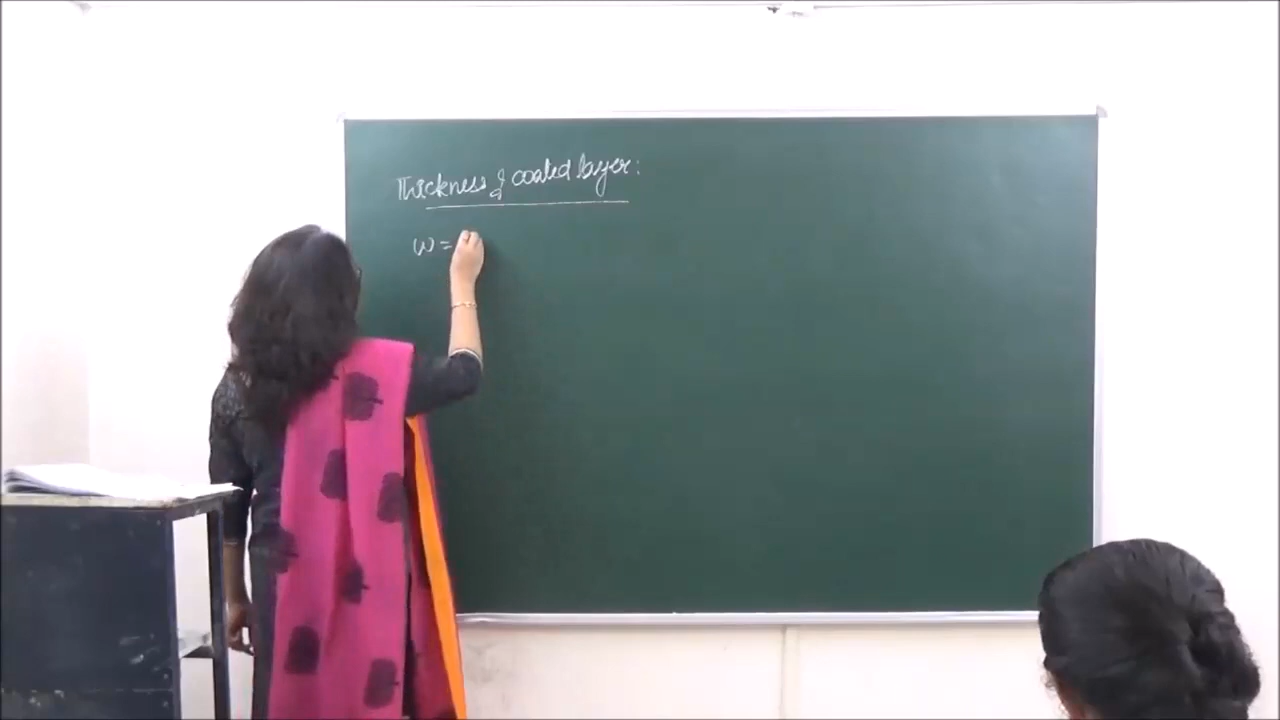 Thickness of coated layer:
W =